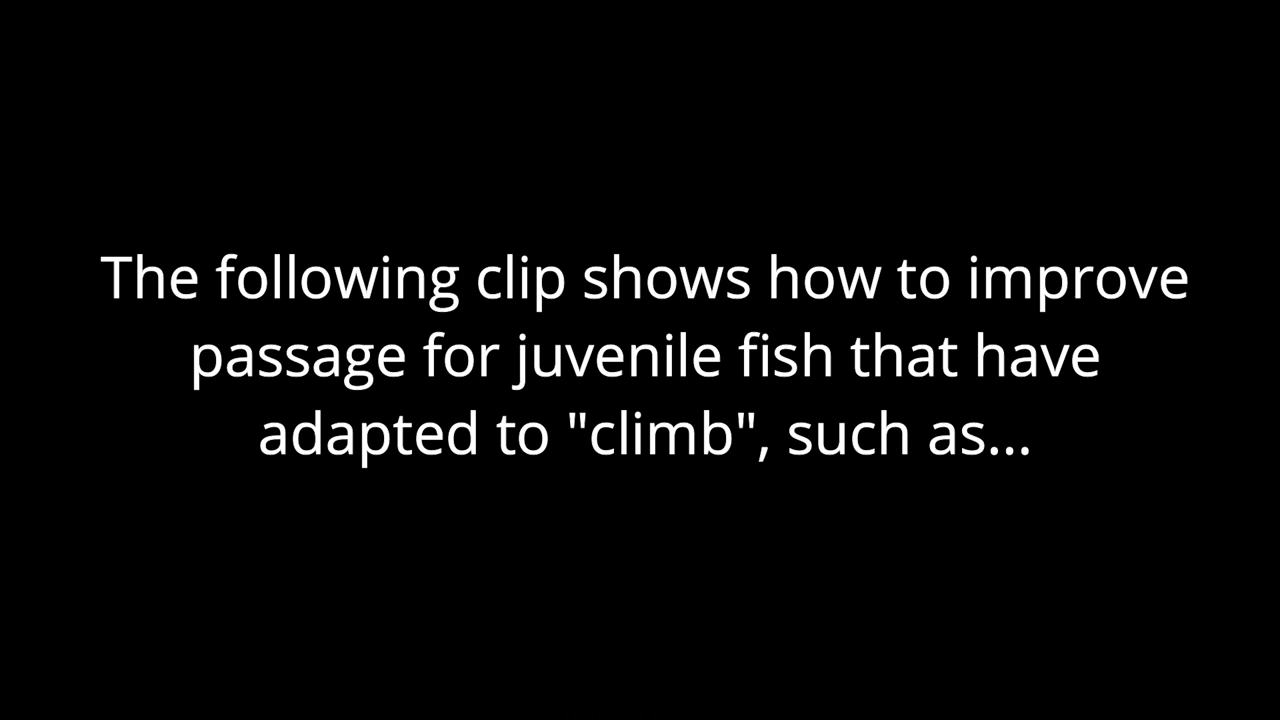 The following clip shows how to improve
passage for juvenile fish that have
adapted to "climb", such as...